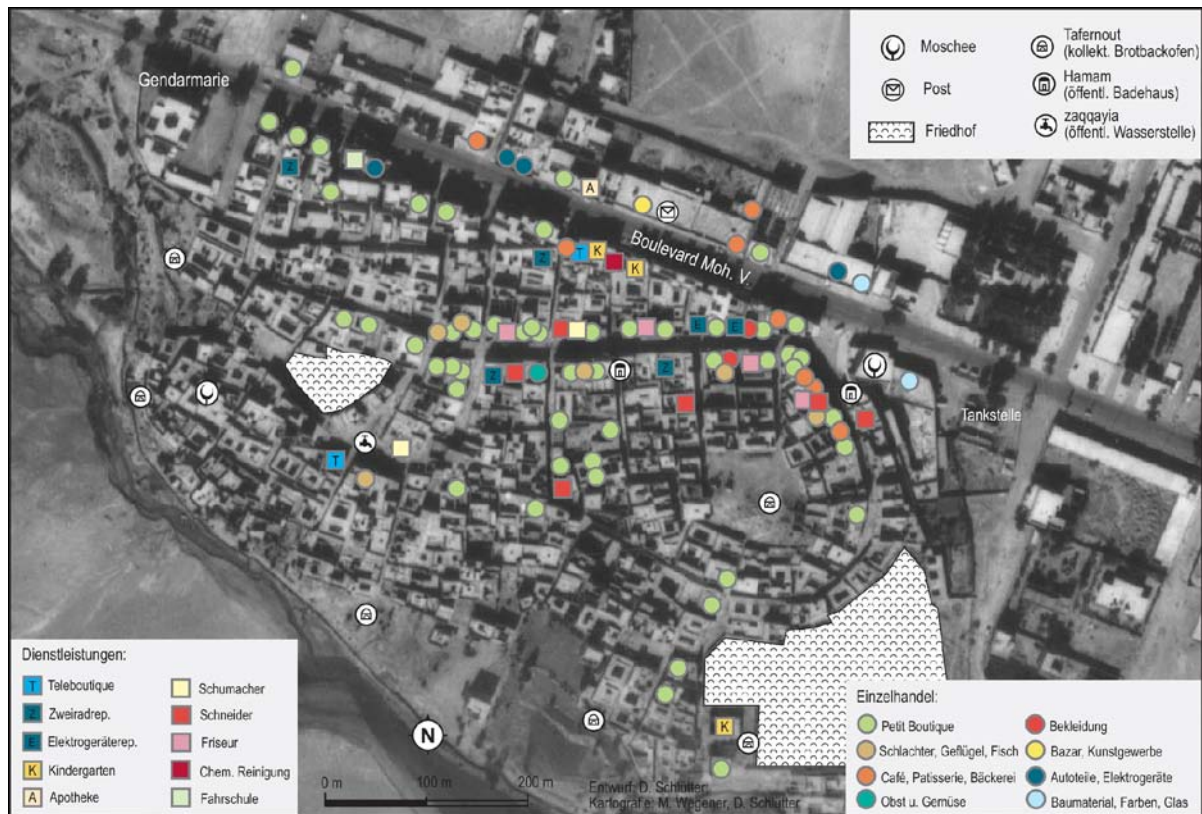 Moschee
Post
Friedhof
Tafernout
(kollekt. Brotbackofen)
Hamam
(öffentl. Badehaus)
zaqqayia
(öffentl. Wasserstelle)
Gendarmarie
Z
A
Boulevard Moh. V.
Z
T
K
K
E
E
Z
Z
Tankstelle
T
K
N
0 m
100 m
200 m
Entwurf: D. Schlütter;
Kartografie: M. Wegener, D. Schlütter
Dienstleistungen:
T Teleboutique
Z Zweiradrep.
E Elektrogeräterep.
K Kindergarten
A Apotheke
Schumacher
Schneider
Friseur
Chem. Reinigung
Fahrschule
Einzelhandel:
Petit Boutique
Schlachter, Geflügel, Fisch
Café, Patisserie, Bäckerei
Obst u. Gemüse
Bekleidung
Bazar, Kunstgewerbe
Autoteile, Elektrogeräte
Baumaterial, Farben, Glas